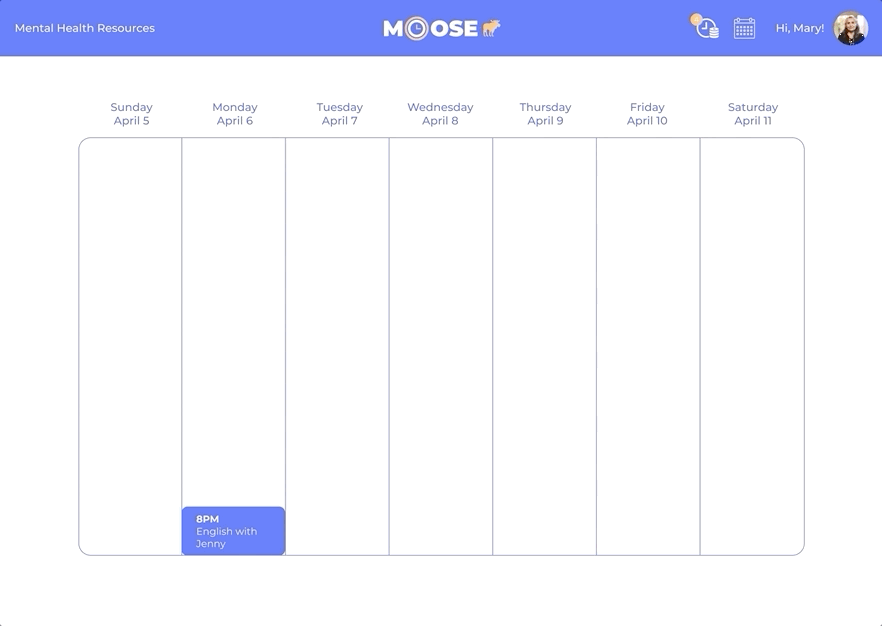 Mental Health Resources
MOOSE
Hi, Mary!
Sunday
April 5
Monday
April 6
Tuesday
April 7
Wednesday
April 8
Thursday
April 9
Friday
April 10
Saturday
April 11
8PM
English with
Jenny